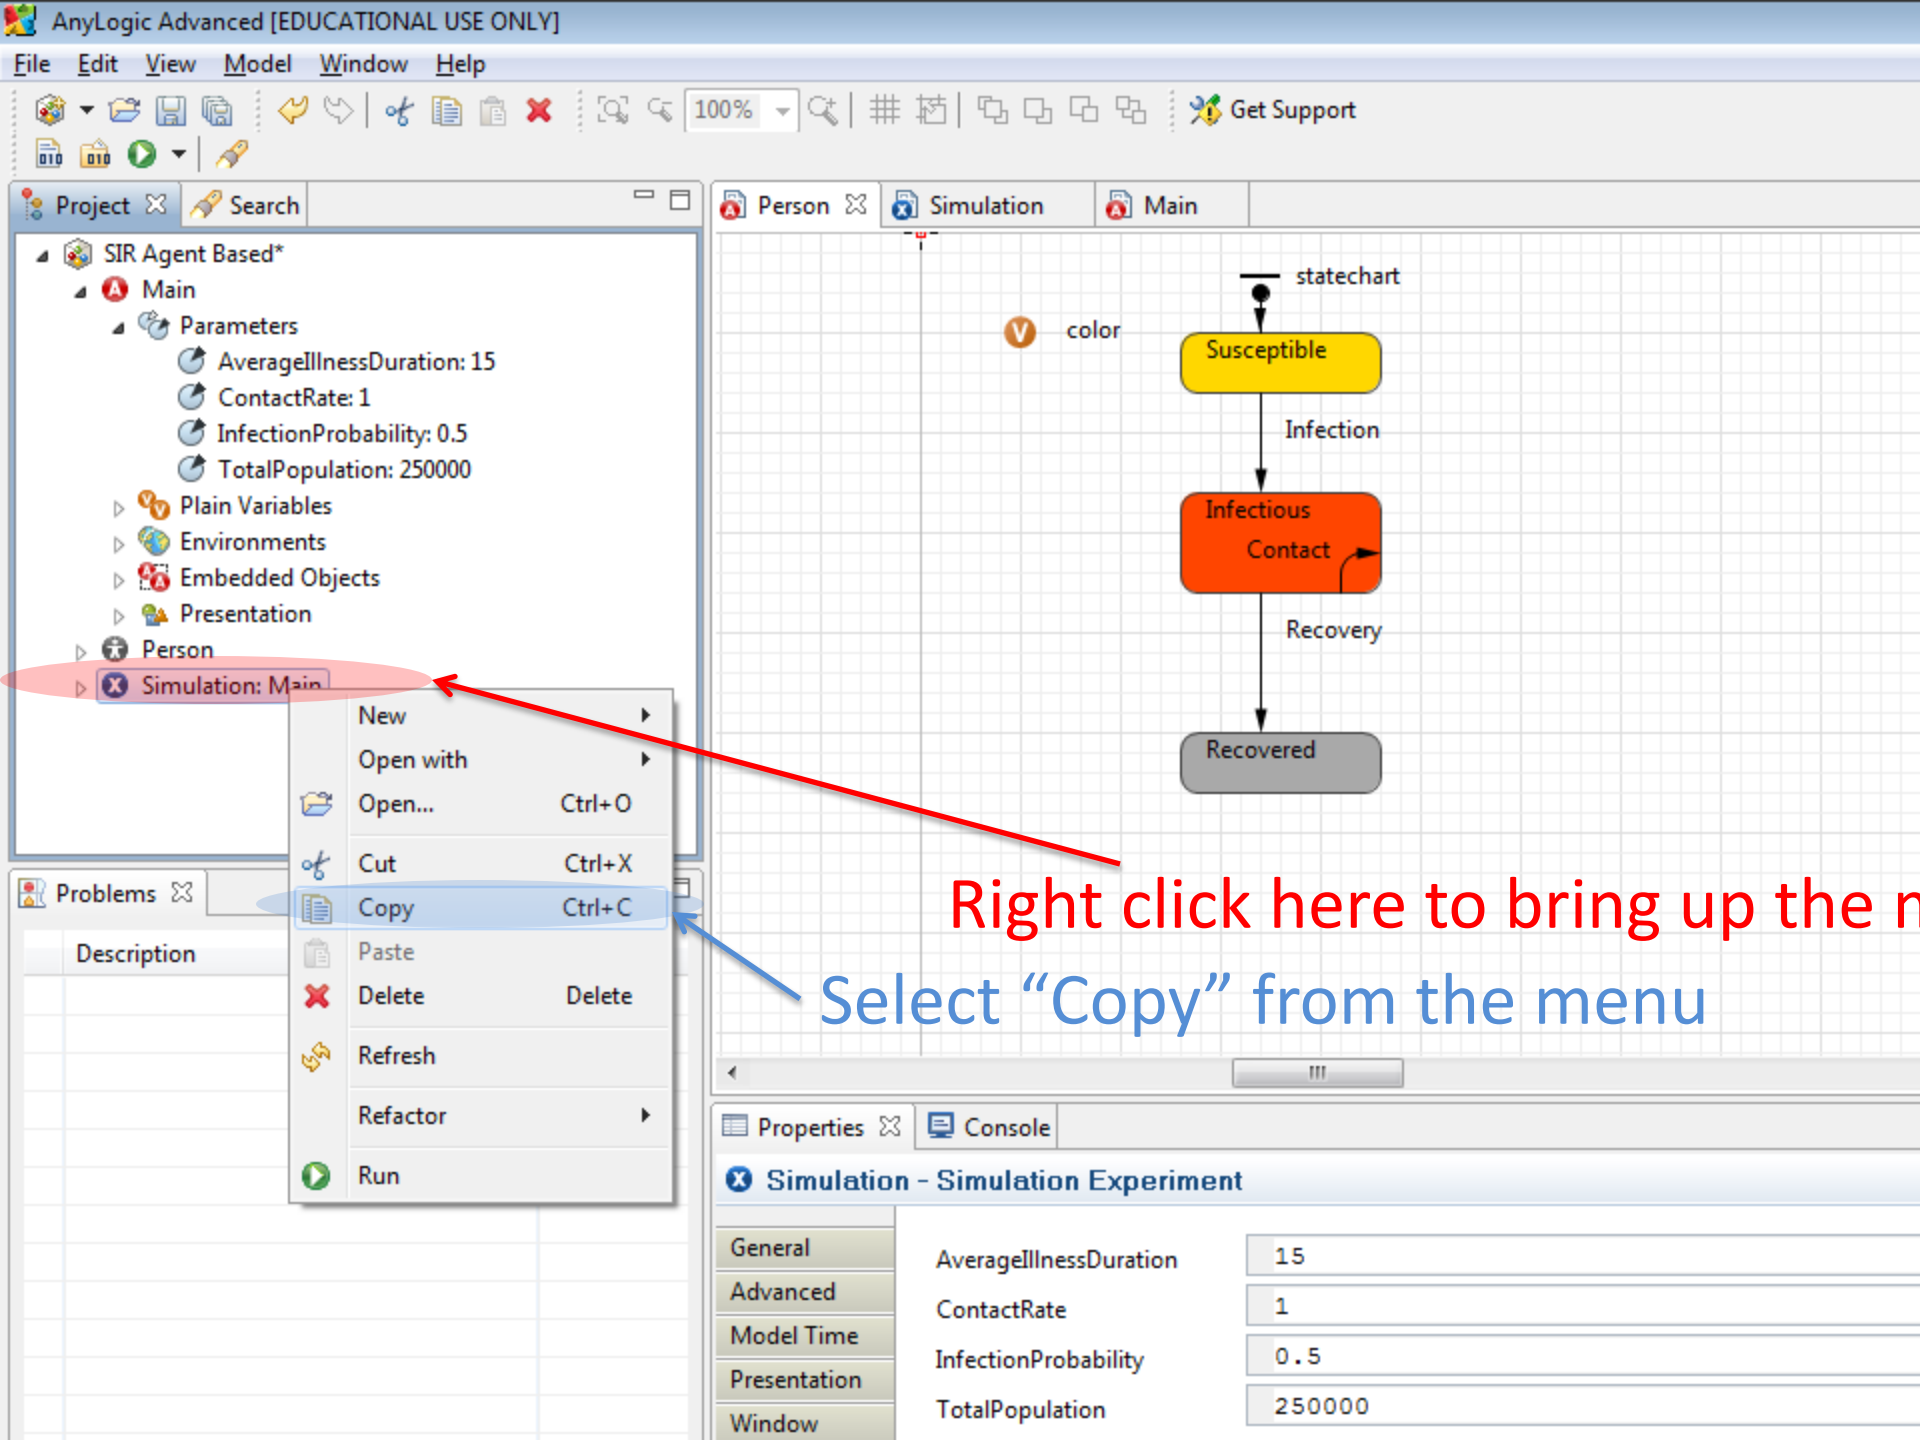 AnyLogic Advanced [EDUCATIONAL USE ONLY]
File Edit View Model Window Help
100% Get Support
Project Search
Person Simulation Main
SIR Agent Based*
Main
Parameters
AverageIllnessDuration: 15
ContactRate: 1
InfectionProbability: 0.5
TotalPopulation: 250000
Plain Variables
Environments
Embedded Objects
Presentation
Person
Simulation: Main
statechart
color
Susceptible
Infection
Infectious
Contact
Recovery
Recovered
New
Open with
Open... Ctrl+O
Cut Ctrl+X
Copy Ctrl+C
Paste
Delete Delete
Refresh
Refactor
Run
Problems
Description
Right click here to bring up the
Select “Copy” from the menu
Properties Console
Simulation - Simulation Experiment
General
Advanced
Model Time
Presentation
Window
AverageIllnessDuration 15
ContactRate 1
InfectionProbability 0.5
TotalPopulation 250000